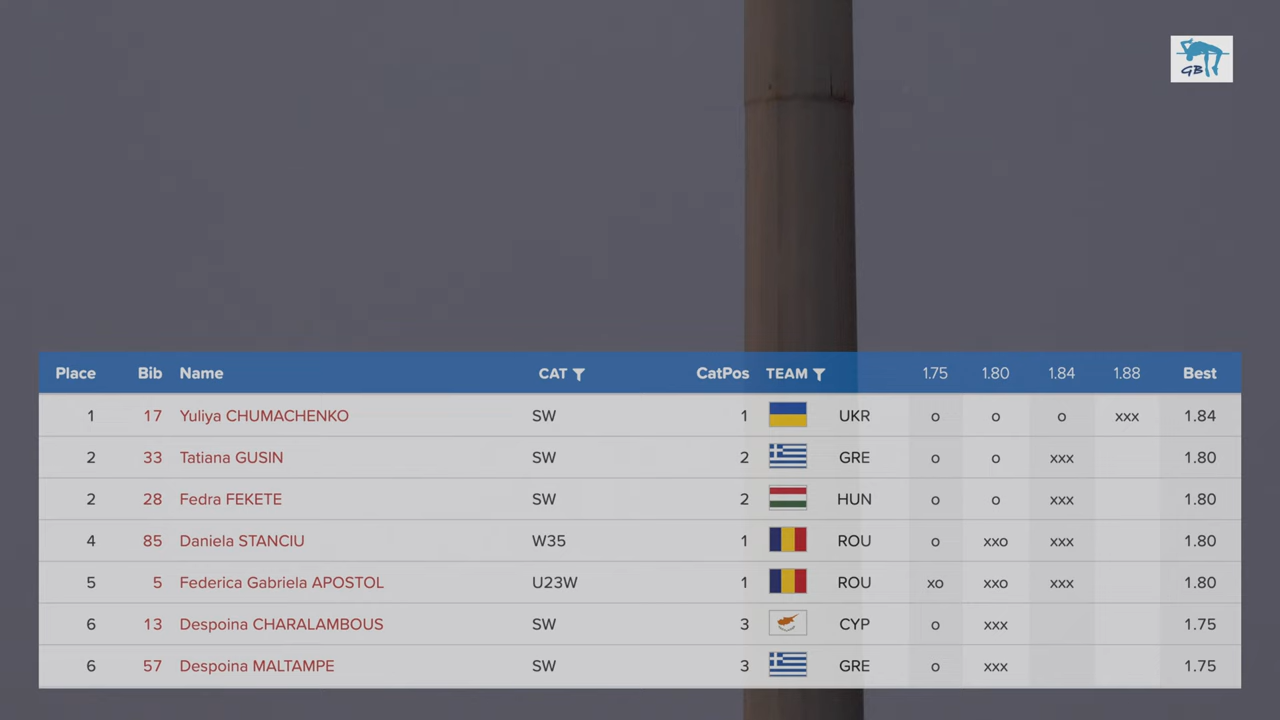 GB
Place Bib Name CAT CatPos TEAM 1.75 1.80 1.84 1.88 Best
1 17 Yuliya CHUMACHENKO SW 1 UKR o o o xxx 1.84
2 33 Tatiana GUSIN SW 2 GRE o o xxx 1.80
2 28 Fedra FEKETE SW 2 HUN o o xxx 1.80
4 85 Daniela STANCIU W35 1 ROU o xxo xxx 1.80
5 5 Federica Gabriela APOSTOL U23W 1 ROU xo xxo xxx 1.80
6 13 Despoina CHARALAMBOUS SW 3 CYP o xxx 1.75
6 57 Despoina MALTAMPE SW 3 GRE o xxx 1.75